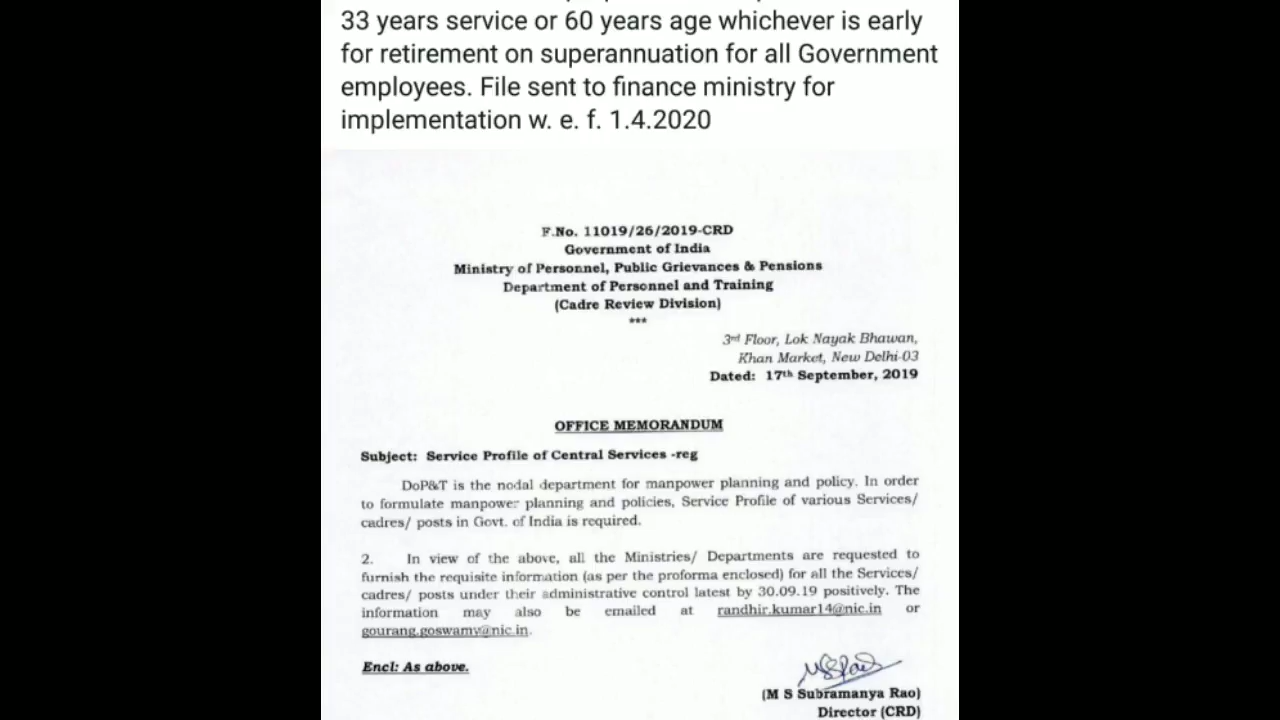 33 years service or 60 years age whichever is early
for retirement on superannuation for all Government
employees. File sent to finance ministry for
implementation w. e. f. 1.4.2020
F.No. 11019/26/2019-CRD
Government of India
Ministry of Personnel, Public Grievances & Pensions
Department of Personnel and Training
(Cadre Review Division)
***
3rd Floor, Lok Nayak Bhawan,
Khan Market, New Delhi-03
Dated: 17th September, 2019
OFFICE MEMORANDUM
Subject: Service Profile of Central Services -reg
DoP&T is the nodal department for manpower planning and policy. In order
to formulate manpower planning and policies, Service Profile of various Services/
cadres/ posts in Govt. of India is required.
2. In view of the above, all the Ministries/ Departments are requested to
furnish the requisite information (as per the proforma enclosed) for all the Services/
cadres/ posts under their administrative control latest by 30.09.19 positively. The
information may also be emailed at randhir.kumar14@nic.in or
gourang.goswamy@nic.in.
Encl: As above.
(M S Subramanya Rao)
Director (CRD)